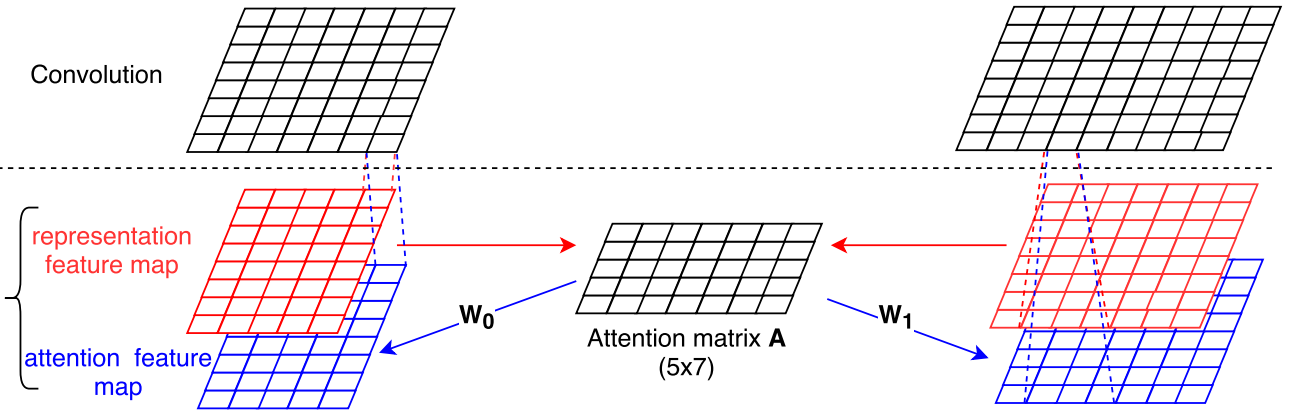 Convolution
representation
feature map
attention feature
map
W0
Attention matrix A
(5x7)
W1